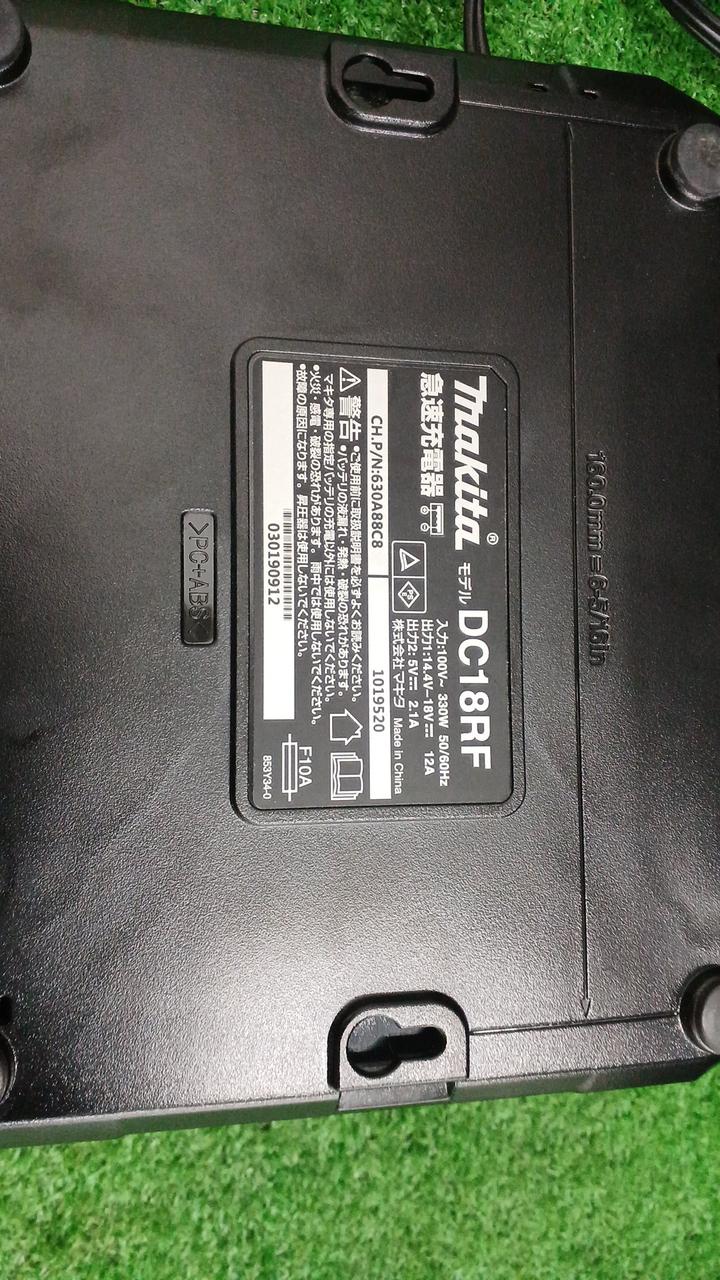 makita®
モデル DC18RF
急速充電器
入力:100V~ 330W 50/60Hz
出力1:14.4V⎓18V⎓ 12A
出力2: 5V⎓ 2.1A
株式会社 マキタ Made in China
PS
E
CH.P/N:630A88C8
1019520
警告
•ご使用前に取扱説明書を必ずよくお読みください。
•バッテリの液漏れ・発熱・破裂の恐れがあります。
マキタ専用の指定バッテリの充電以外には使用しないでください。
•火災・感電・破裂の恐れがあります。雨中では使用しないでください。
•故障の原因になります。昇圧器は使用しないでください。
030190912
F10A
853Y34-0
160.0mm = 6-5/16in
>PC+ABS<